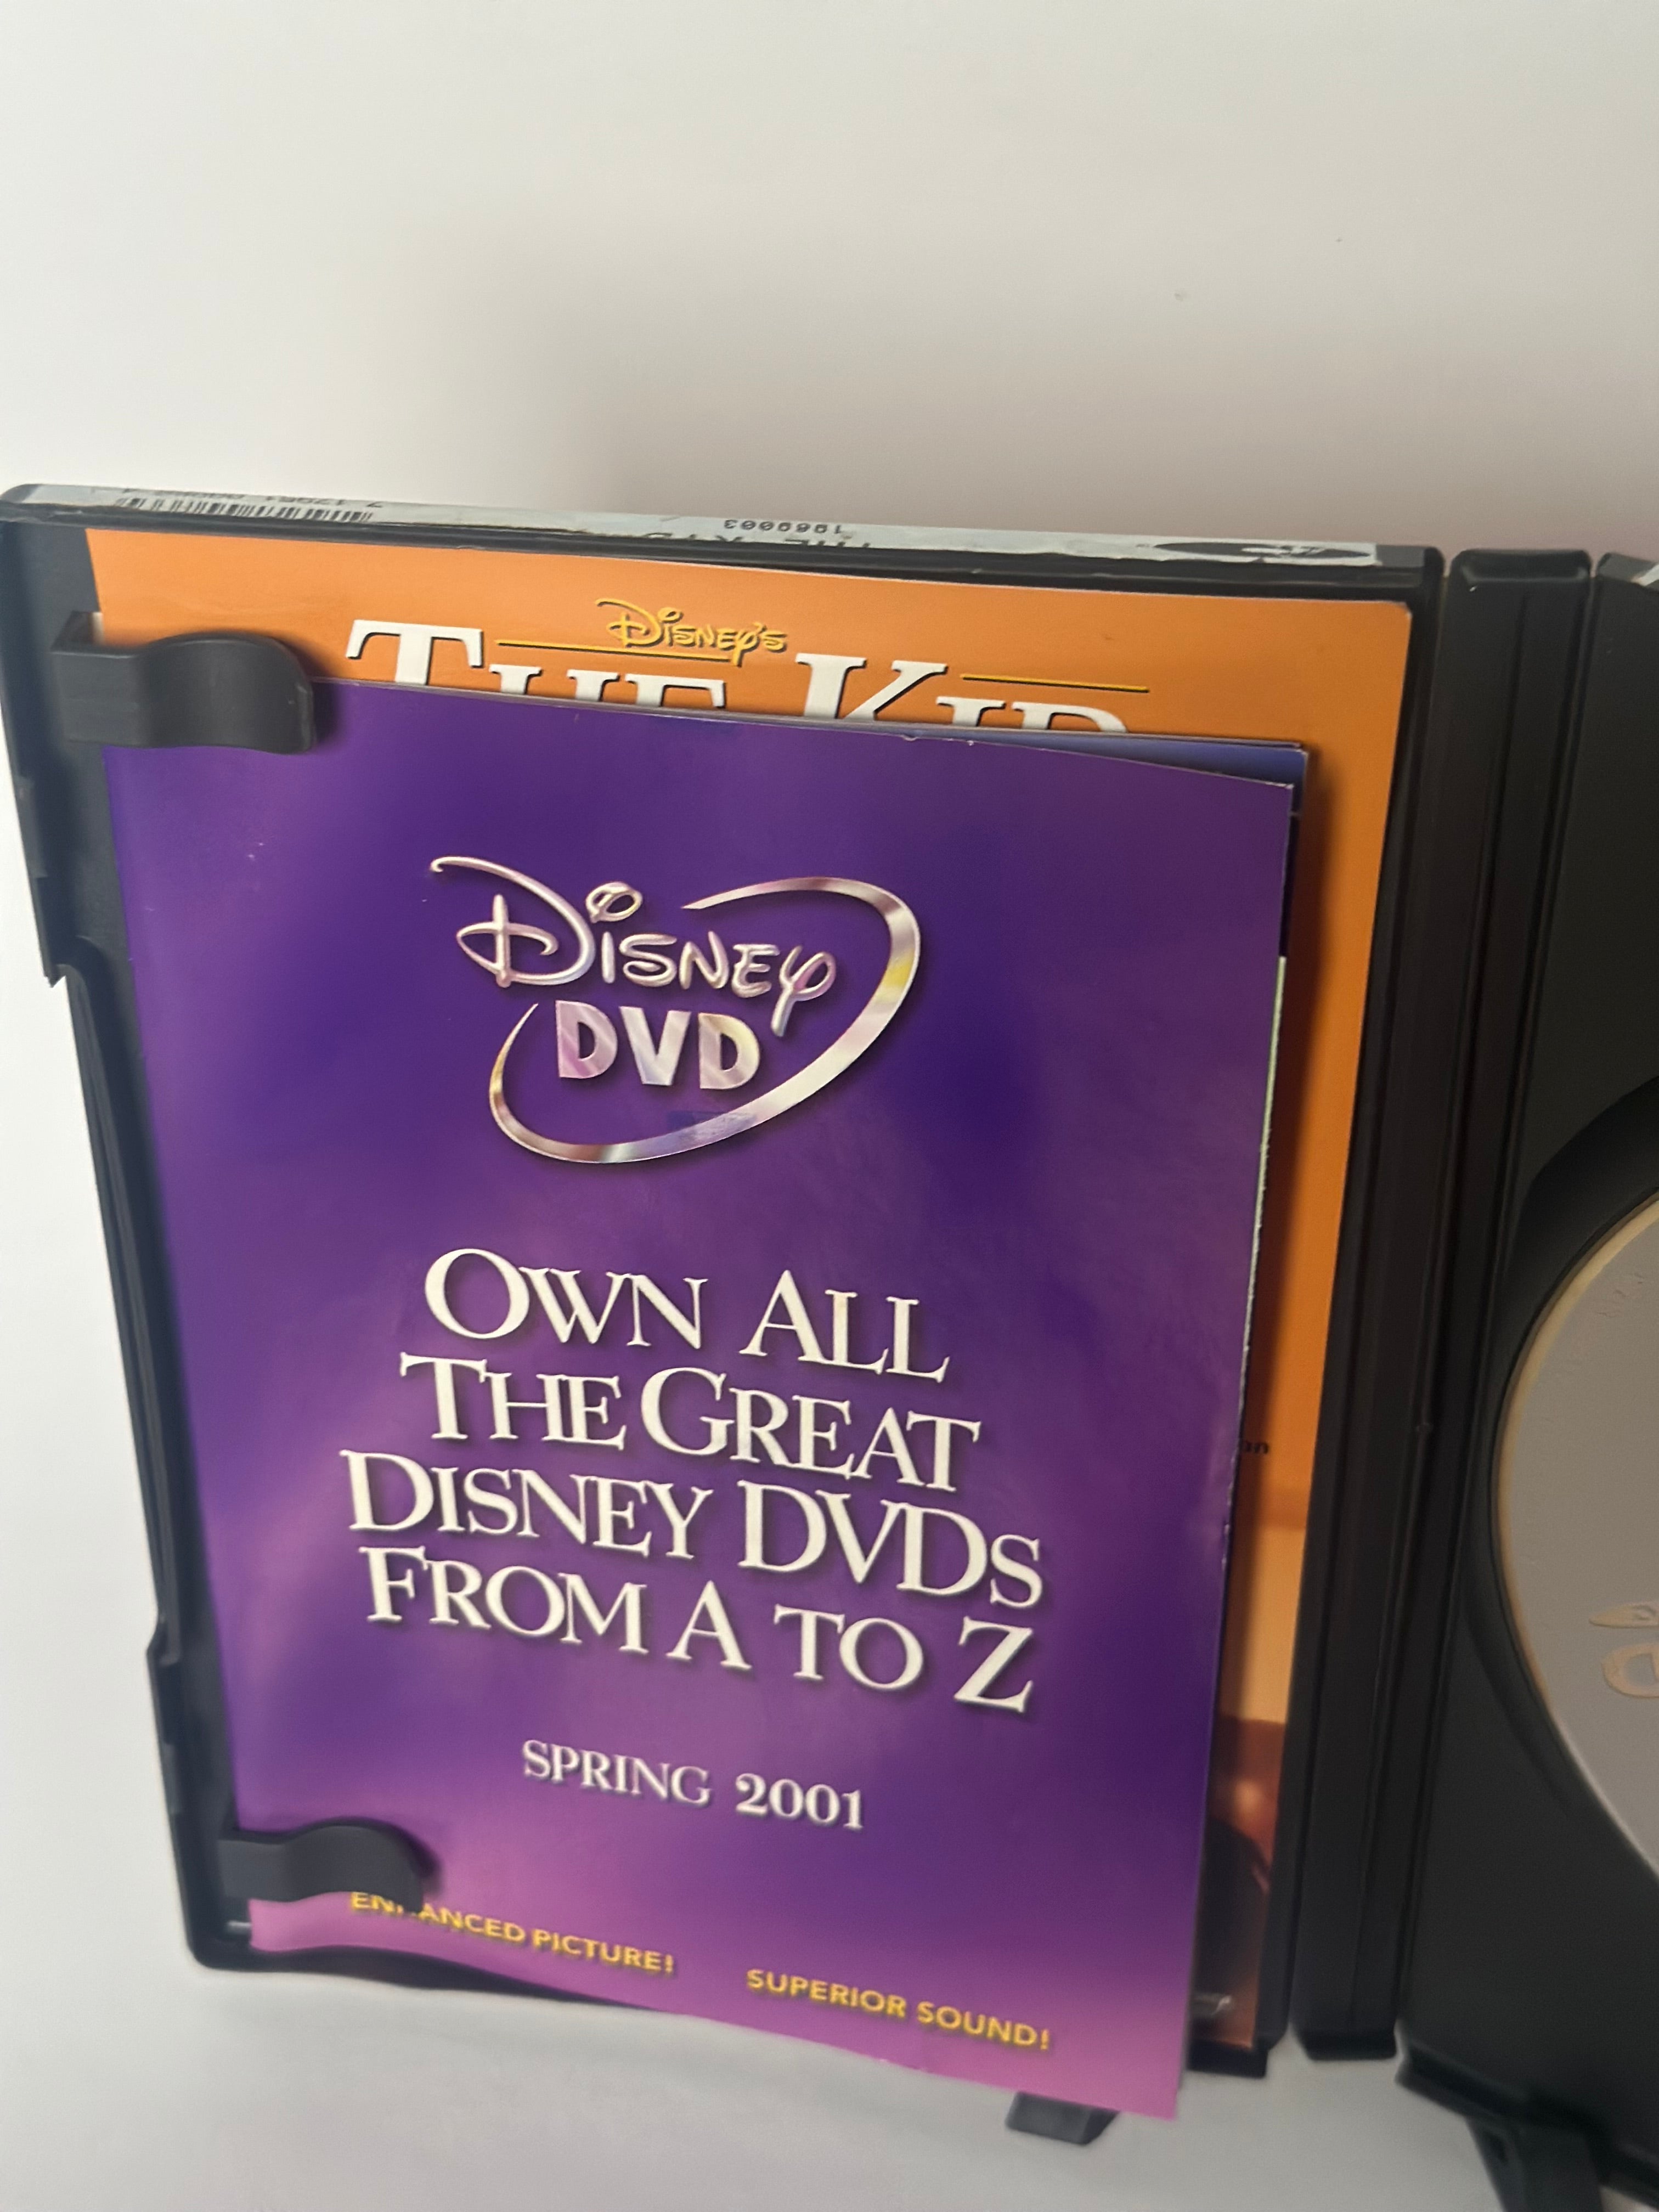 1969003
DISNEY'S
THE KID
DISNEY
DVD
OWN ALL
THE GREAT
DISNEY DVDS
FROM A TO Z
SPRING 2001
ENHANCED PICTURE! SUPERIOR SOUND!